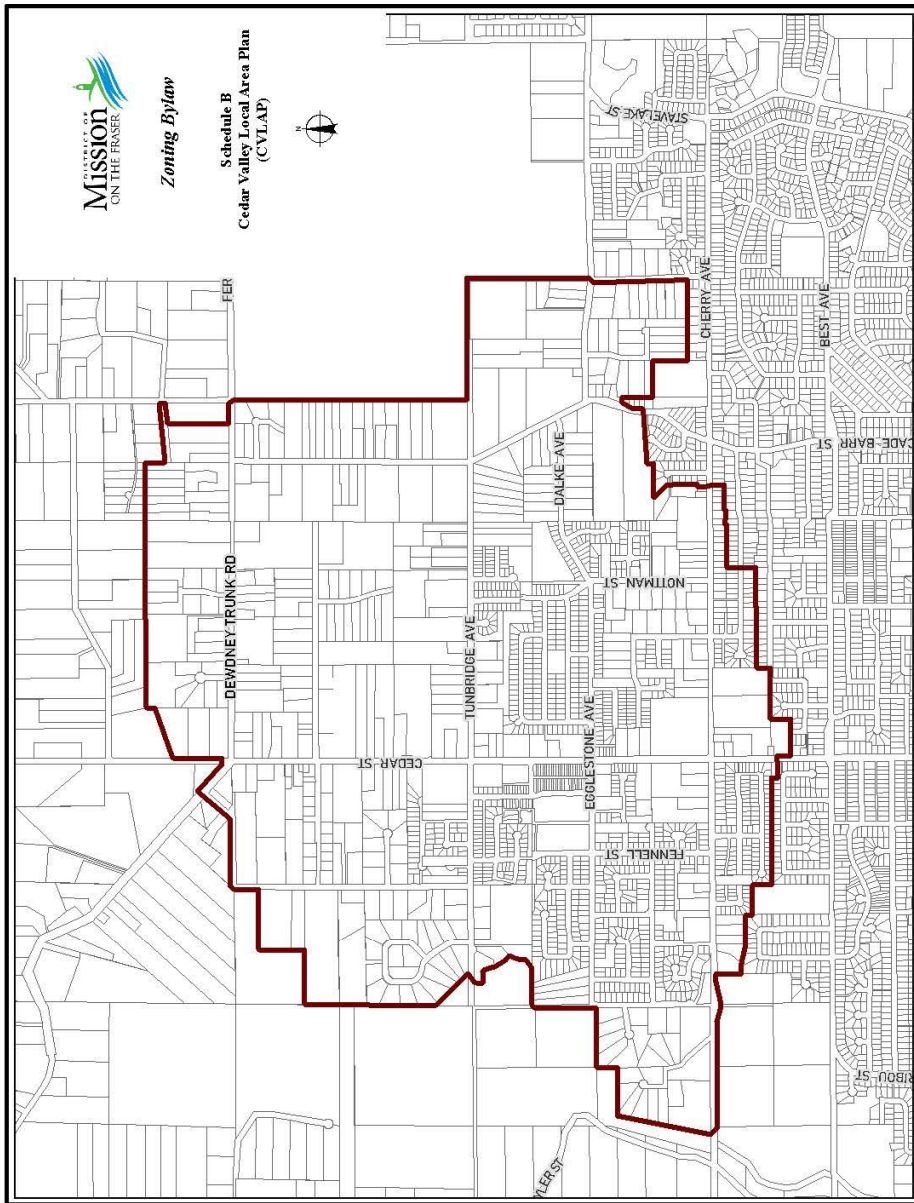 DISTRICT OF
Mission
ON THE FRASER
Zoning Bylaw
Schedule B
Cedar Valley Local Area Plan
(CVLAP)
N
FER
DEWDNEY TRUNK RD
CEDAR ST
TUNBRIDGE AVE
DALKE AVE
EGGLESTONE AVE
NOTTMAN ST
FENNELL ST
STAVELAKE ST
CHERRY AVE
BEST AVE
CADE-BARR ST
YLER ST
RIBOU ST